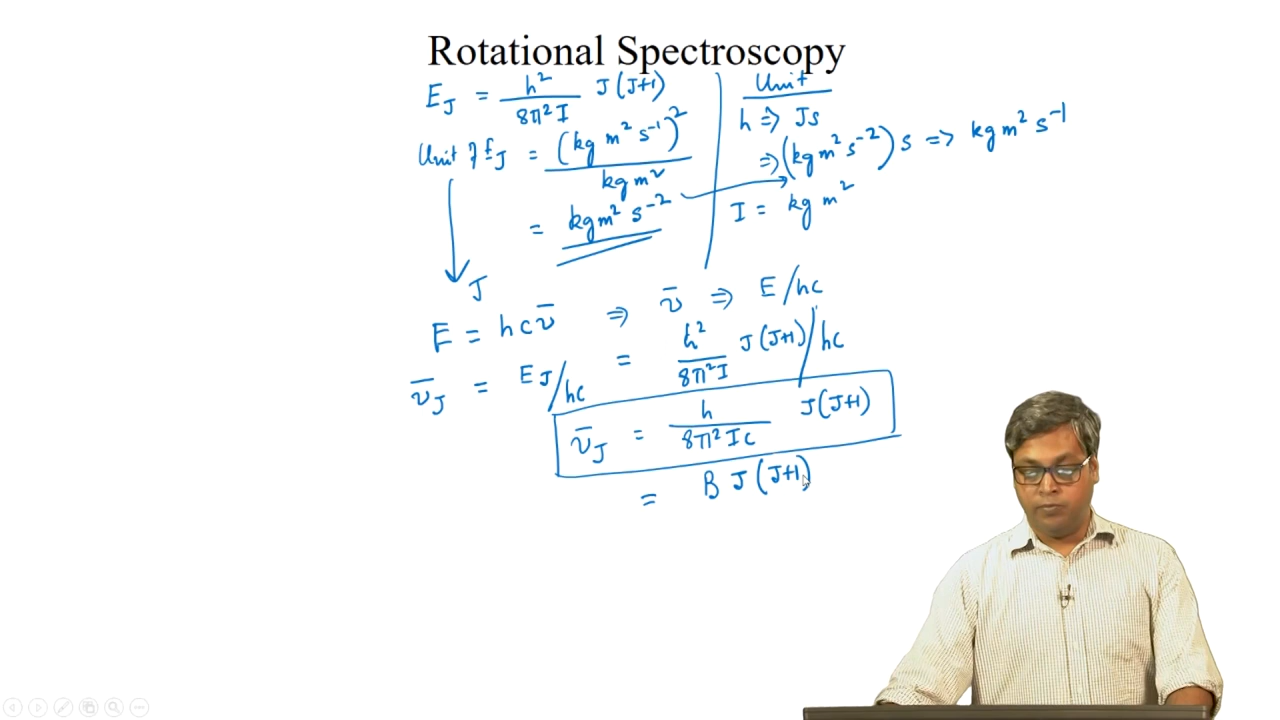 Rotational Spectroscopy
E_J = h²/8π²I J(J+1)
Unit of E_J = (kg m² s⁻¹)²/kg m²
= kg m² s⁻²
J
Unit
h ⇒ Js
⇒ (kg m² s⁻²) s ⇒ kg m² s⁻¹
I = kg m²
E = hcν̄ ⇒ ν̄ ⇒ E/hc
ν̄_J = E_J/hc = h²/8π²I J(J+1)/hc
ν̄_J = h/8π²Ic J(J+1)
= B J(J+1)